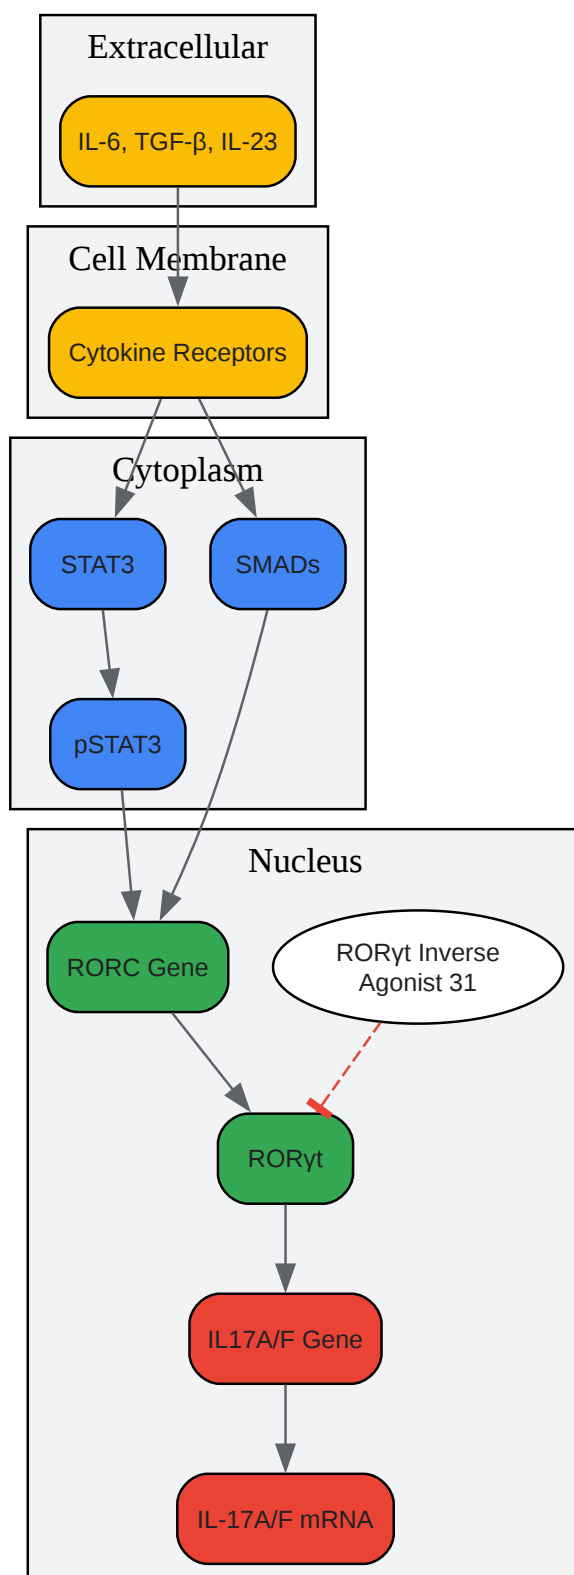 Extracellular
IL-6, TGF-β, IL-23
Cell Membrane
Cytokine Receptors
Cytoplasm
STAT3
SMADs
pSTAT3
Nucleus
RORC Gene
RORγt Inverse
Agonist 31
RORγt
IL17A/F Gene
IL-17A/F mRNA